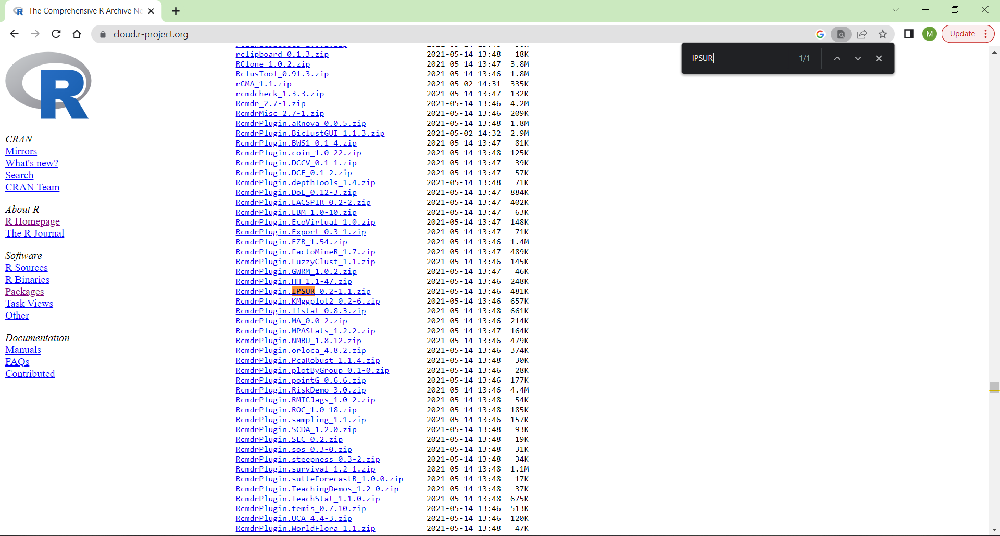 The Comprehensive R Archive Ne
cloud.r-project.org
M
Update
IPSUR
1/1
R
CRAN
Mirrors
What's new?
Search
CRAN Team
About R
R Homepage
The R Journal
Software
R Sources
R Binaries
Packages
Task Views
Other
Documentation
Manuals
FAQs
Contributed
rclipboard_0.1.3.zip 2021-05-14 13:48 18K
RClone_1.0.2.zip 2021-05-14 13:47 3.8M
RclusTool_0.91.3.zip 2021-05-14 13:46 1.8M
rCMA_1.1.zip 2021-05-02 14:31 335K
rcmdcheck_1.3.3.zip 2021-05-14 13:47 132K
Rcmdr_2.7-1.zip 2021-05-14 13:46 4.2M
RcmdrMisc_2.7-1.zip 2021-05-14 13:46 209K
RcmdrPlugin.aRnova_0.0.5.zip 2021-05-14 13:48 1.8M
RcmdrPlugin.BiclustGUI_1.1.3.zip 2021-05-02 14:32 2.9M
RcmdrPlugin.BWS1_0.1-4.zip 2021-05-14 13:47 81K
RcmdrPlugin.coin_1.0-22.zip 2021-05-14 13:48 125K
RcmdrPlugin.DCCV_0.1-1.zip 2021-05-14 13:47 39K
RcmdrPlugin.DCE_0.1-2.zip 2021-05-14 13:47 57K
RcmdrPlugin.depthTools_1.4.zip 2021-05-14 13:48 71K
RcmdrPlugin.DoE_0.12-3.zip 2021-05-14 13:47 884K
RcmdrPlugin.EACSPIR_0.2-2.zip 2021-05-14 13:47 402K
RcmdrPlugin.EBM_1.0-10.zip 2021-05-14 13:47 63K
RcmdrPlugin.EcoVirtual_1.0.zip 2021-05-14 13:47 148K
RcmdrPlugin.Export_0.3-1.zip 2021-05-14 13:47 71K
RcmdrPlugin.EZR_1.54.zip 2021-05-14 13:46 1.4M
RcmdrPlugin.FactoMineR_1.7.zip 2021-05-14 13:47 489K
RcmdrPlugin.FuzzyClust_1.1.zip 2021-05-14 13:46 145K
RcmdrPlugin.GWRM_1.0.2.zip 2021-05-14 13:47 46K
RcmdrPlugin.HH_1.1-47.zip 2021-05-14 13:46 248K
RcmdrPlugin.IPSUR_0.2-1.1.zip 2021-05-14 13:46 481K
RcmdrPlugin.KMggplot2_0.2-6.zip 2021-05-14 13:46 657K
RcmdrPlugin.lfstat_0.8.3.zip 2021-05-14 13:48 661K
RcmdrPlugin.MA_0.0-2.zip 2021-05-14 13:46 214K
RcmdrPlugin.MPAStats_1.2.2.zip 2021-05-14 13:47 164K
RcmdrPlugin.NMBU_1.8.12.zip 2021-05-14 13:46 479K
RcmdrPlugin.orloca_4.8.2.zip 2021-05-14 13:46 374K
RcmdrPlugin.PcaRobust_1.1.4.zip 2021-05-14 13:48 30K
RcmdrPlugin.plotByGroup_0.1-0.zip 2021-05-14 13:46 28K
RcmdrPlugin.pointG_0.6.6.zip 2021-05-14 13:46 177K
RcmdrPlugin.RiskDemo_3.0.zip 2021-05-14 13:46 4.4M
RcmdrPlugin.RMTCJags_1.0-2.zip 2021-05-14 13:48 54K
RcmdrPlugin.ROC_1.0-18.zip 2021-05-14 13:48 185K
RcmdrPlugin.sampling_1.1.zip 2021-05-14 13:46 157K
RcmdrPlugin.SCDA_1.2.0.zip 2021-05-14 13:48 93K
RcmdrPlugin.SLC_0.2.zip 2021-05-14 13:48 19K
RcmdrPlugin.sos_0.3-0.zip 2021-05-14 13:48 31K
RcmdrPlugin.steepness_0.3-2.zip 2021-05-14 13:48 34K
RcmdrPlugin.survival_1.2-1.zip 2021-05-14 13:48 1.1M
RcmdrPlugin.sutteForecastR_1.0.0.zip 2021-05-14 13:48 17K
RcmdrPlugin.TeachingDemos_1.2-0.zip 2021-05-14 13:48 37K
RcmdrPlugin.TeachStat_1.1.0.zip 2021-05-14 13:48 675K
RcmdrPlugin.temis_0.7.10.zip 2021-05-14 13:46 513K
RcmdrPlugin.UCA_4.4-3.zip 2021-05-14 13:46 120K
RcmdrPlugin.WorldFlora_1.1.zip 2021-05-14 13:48 47K